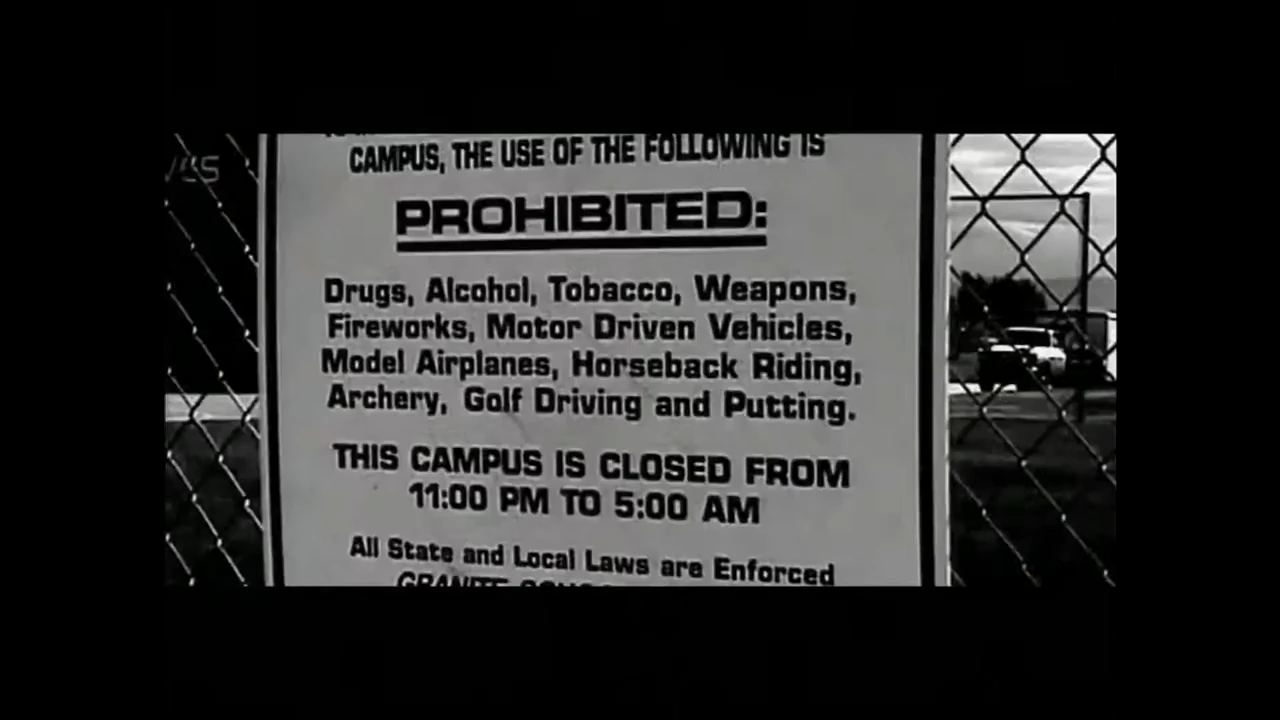 CAMPUS, THE USE OF THE FOLLOWING IS
PROHIBITED:
Drugs, Alcohol, Tobacco, Weapons,
Fireworks, Motor Driven Vehicles,
Model Airplanes, Horseback Riding,
Archery, Golf Driving and Putting.
THIS CAMPUS IS CLOSED FROM
11:00 PM TO 5:00 AM
All State and Local Laws are Enforced
GRANITE